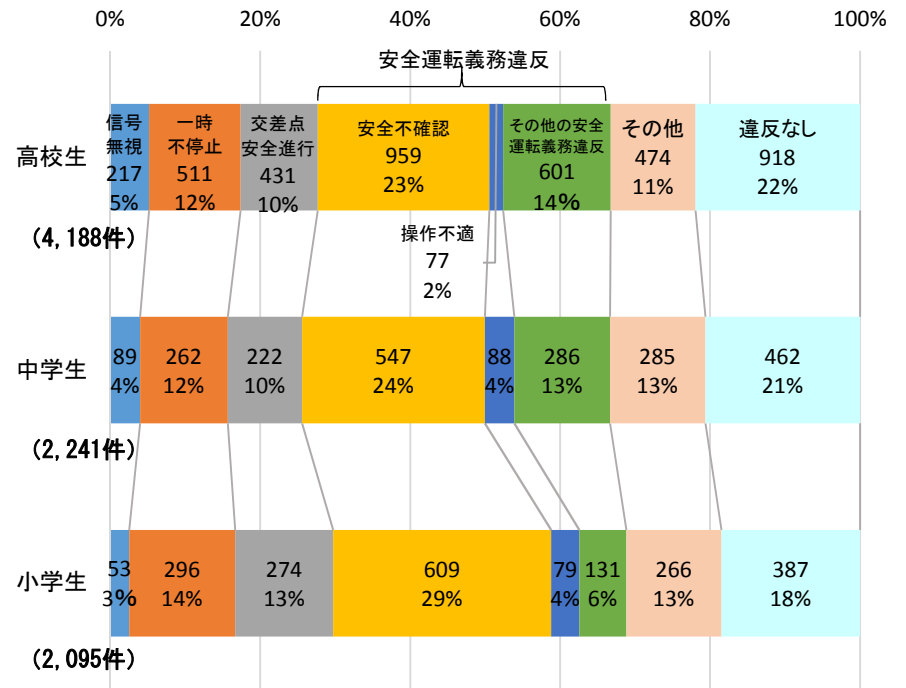 0%
20%
40%
60%
80%
100%
安全運転義務違反
高校生
(4,188件)
信号
無視
217
5%
一時
不停止
511
12%
交差点
安全進行
431
10%
安全不確認
959
23%
操作不適
77
2%
その他の安全
運転義務違反
601
14%
その他
474
11%
違反なし
918
22%
中学生
(2,241件)
89
4%
262
12%
222
10%
547
24%
88
4%
286
13%
285
13%
462
21%
小学生
(2,095件)
53
3%
296
14%
274
13%
609
29%
79
4%
131
6%
266
13%
387
18%